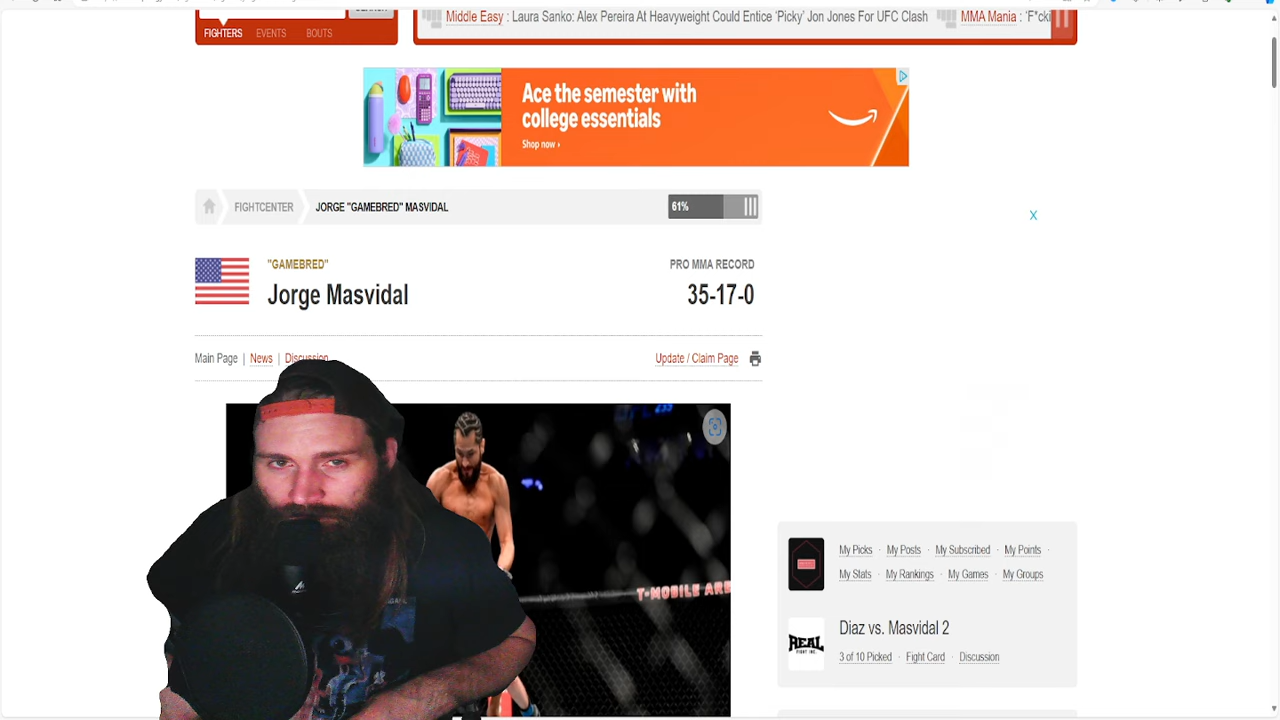 FIGHTERS EVENTS BOUTS
Middle Easy : Laura Sanko: Alex Pereira At Heavyweight Could Entice 'Picky' Jon Jones For UFC Clash
MMA Mania : 'F*cki
Ace the semester with
college essentials
Shop now ›
FIGHTCENTER
JORGE "GAMEBRED" MASVIDAL
61%
X
"GAMEBRED"
PRO MMA RECORD
Jorge Masvidal
35-17-0
Main Page | News | Discussion
Update / Claim Page
T-MOBILE ARE
My Picks · My Posts · My Subscribed · My Points ·
My Stats · My Rankings · My Games · My Groups
REAL
FIGHT INC.
Diaz vs. Masvidal 2
3 of 10 Picked · Fight Card · Discussion